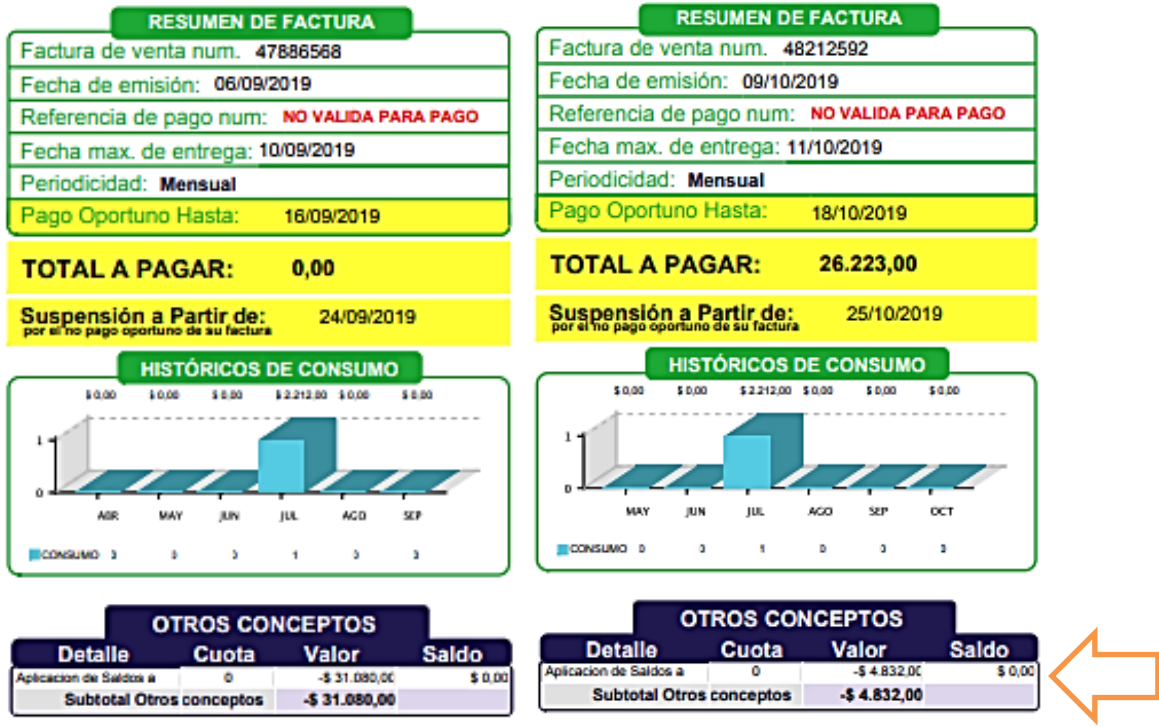 RESUMEN DE FACTURA
Factura de venta num. 47886568
Fecha de emisión: 06/09/2019
Referencia de pago num: NO VALIDA PARA PAGO
Fecha max. de entrega: 10/09/2019
Periodicidad: Mensual
Pago Oportuno Hasta: 16/09/2019
TOTAL A PAGAR: 0,00
Suspensión a Partir de: 24/09/2019
por el no pago oportuno de su factura
HISTÓRICOS DE CONSUMO
$ 0,00 $ 0,00 $ 0,00 $ 2.212,00 $ 0,00 $ 0,00
1
0
ABR MAY JUN JUL AGO SEP
CONSUMO 0 0 0 1 0 0
OTROS CONCEPTOS
Detalle Cuota Valor Saldo
Aplicacion de Saldos a 0 -$ 31.080,00 $ 0,00
Subtotal Otros conceptos -$ 31.080,00
RESUMEN DE FACTURA
Factura de venta num. 48212592
Fecha de emisión: 09/10/2019
Referencia de pago num: NO VALIDA PARA PAGO
Fecha max. de entrega: 11/10/2019
Periodicidad: Mensual
Pago Oportuno Hasta: 18/10/2019
TOTAL A PAGAR: 26.223,00
Suspensión a Partir de: 25/10/2019
por el no pago oportuno de su factura
HISTÓRICOS DE CONSUMO
$ 0,00 $ 0,00 $ 2.212,00 $ 0,00 $ 0,00 $ 0,00
1
0
MAY JUN JUL AGO SEP OCT
CONSUMO 0 0 1 0 0 0
OTROS CONCEPTOS
Detalle Cuota Valor Saldo
Aplicacion de Saldos a 0 -$ 4.832,00 $ 0,00
Subtotal Otros conceptos -$ 4.832,00